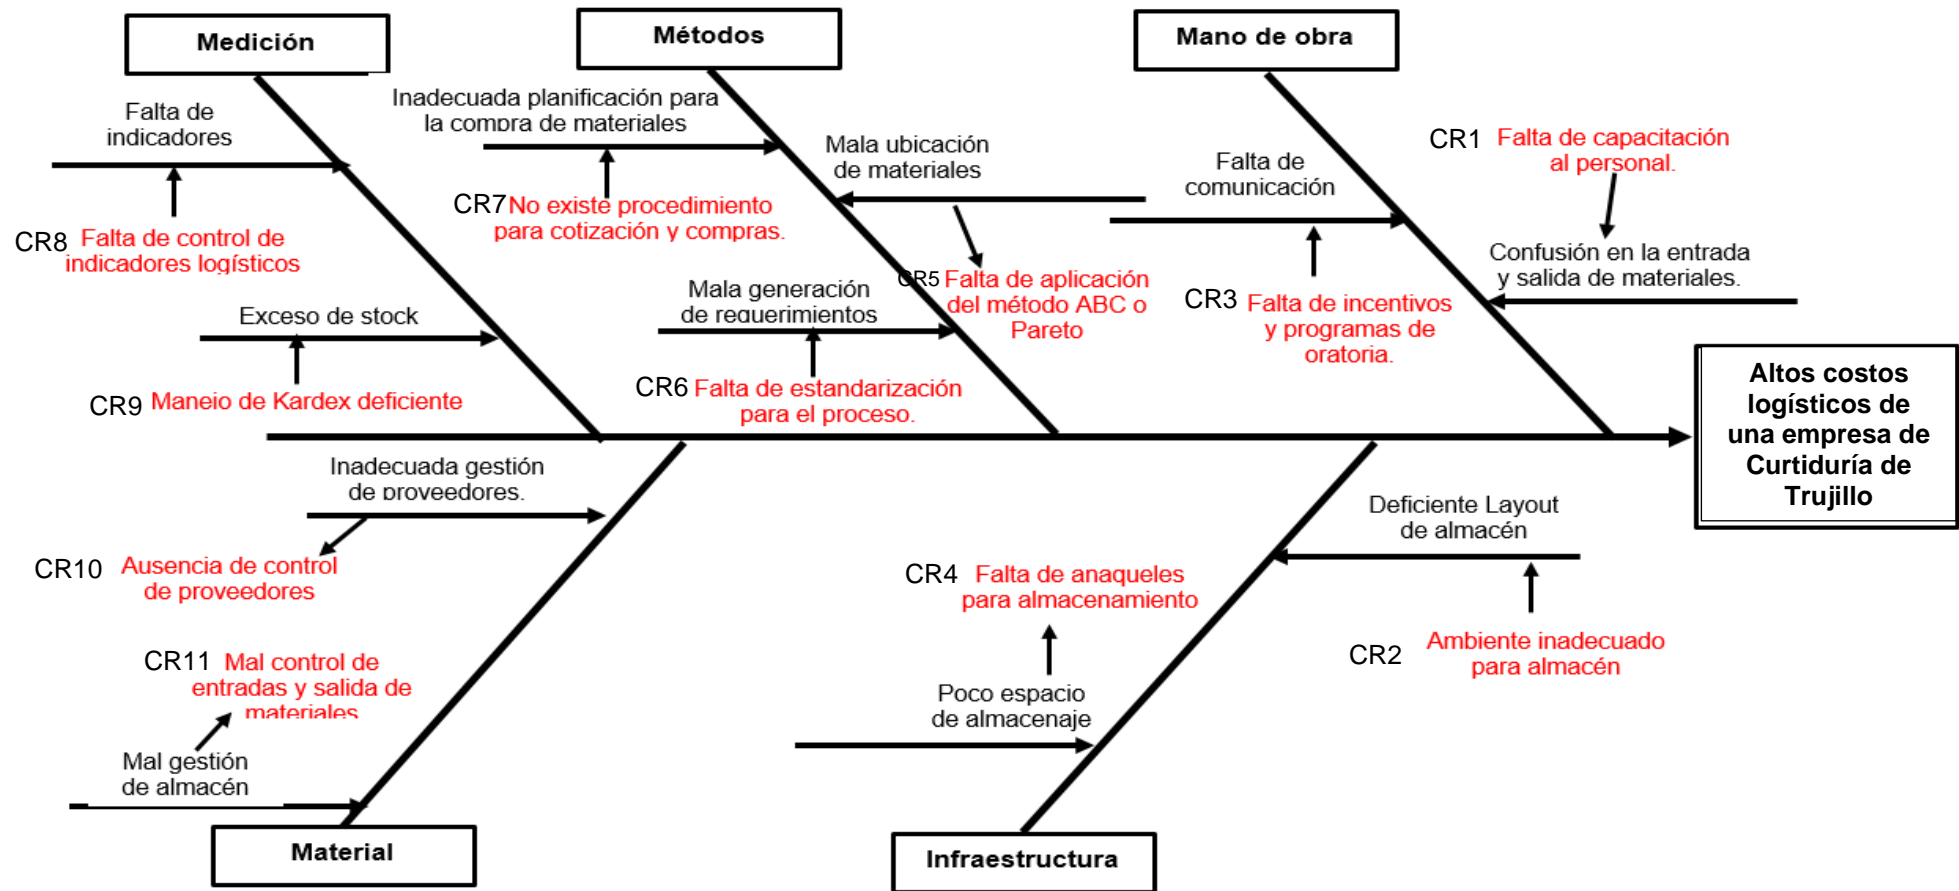 Medición
Métodos
Mano de obra
Falta de
indicadores
CR8 Falta de control de
indicadores logísticos
Exceso de stock
CR9 Maneio de Kardex deficiente
Inadecuada planificación para
la compra de materiales
CR7 No existe procedimiento
para cotización y compras.
Mala ubicación
de materiales
CR5 Falta de aplicación
del método ABC o
Pareto
Mala generación
de requerimientos
CR6 Falta de estandarización
para el proceso.
Falta de
comunicación
CR3 Falta de incentivos
y programas de
oratoria.
CR1 Falta de capacitación
al personal.
Confusión en la entrada
y salida de materiales.
Altos costos
logísticos de
una empresa de
Curtiduría de
Trujillo
Inadecuada gestión
de proveedores.
CR10 Ausencia de control
de proveedores
CR11 Mal control de
entradas y salida de
materiales
Mal gestión
de almacén
CR4 Falta de anaqueles
para almacenamiento
Poco espacio
de almacenaje
Deficiente Layout
de almacén
CR2 Ambiente inadecuado
para almacén
Material
Infraestructura